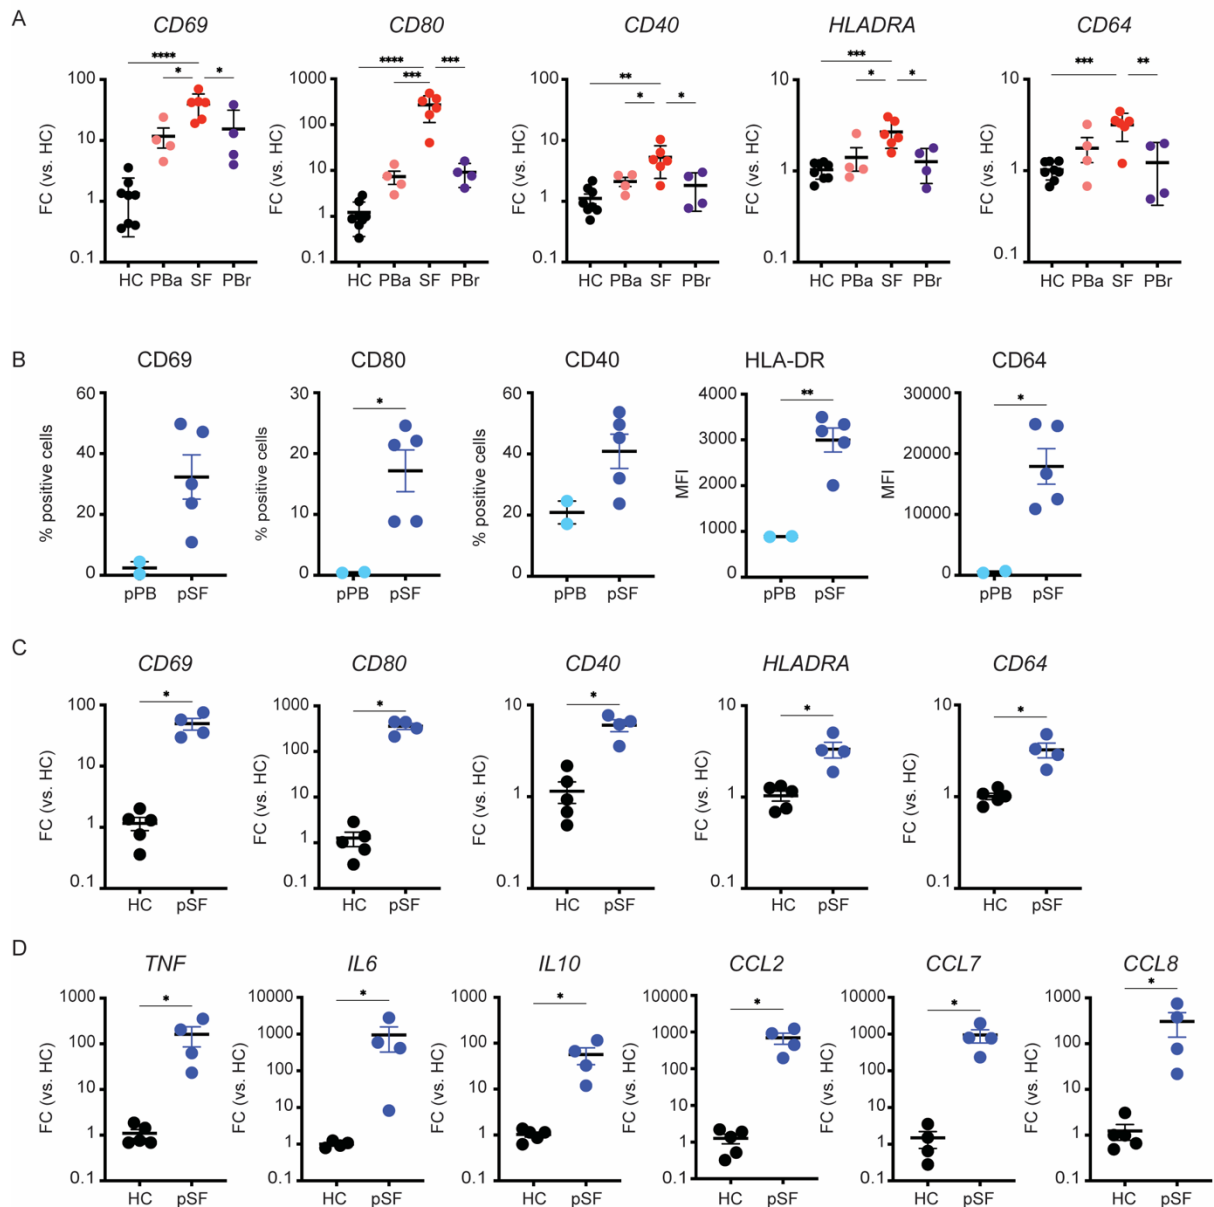 A
CD69 CD80 CD40 HLADRA CD64
**** **** *** ** *** ***
* * *** * * * * * **
100 1000 100 10 10
10 100 10 1 1
1 10 1 0.1 0.1
0.1 1 0.1
0.1
FC (vs. HC) FC (vs. HC) FC (vs. HC) FC (vs. HC) FC (vs. HC)
HC PBa SF PBr HC PBa SF PBr HC PBa SF PBr HC PBa SF PBr HC PBa SF PBr
B
CD69 CD80 CD40 HLA-DR CD64
* ** *
60 30 60 4000 30000
40 20 40 3000 20000
20 10 20 2000 10000
0 0 0 1000 0
0
% positive cells % positive cells % positive cells MFI MFI
pPB pSF pPB pSF pPB pSF pPB pSF pPB pSF
C
CD69 CD80 CD40 HLADRA CD64
* * * * *
100 1000 10 10 10
10 100 1 1 1
1 10 0.1 0.1 0.1
0.1 1
0.1
FC (vs. HC) FC (vs. HC) FC (vs. HC) FC (vs. HC) FC (vs. HC)
HC pSF HC pSF HC pSF HC pSF HC pSF
D
TNF IL6 IL10 CCL2 CCL7 CCL8
* * * * * *
1000 10000 1000 10000 10000 1000
100 1000 100 1000 1000 100
10 100 10 100 100 10
1 10 1 10 10 1
0.1 1 0.1 1 1 0.1
0.1 0.1 0.1
FC (vs. HC) FC (vs. HC) FC (vs. HC) FC (vs. HC) FC (vs. HC) FC (vs. HC)
HC pSF HC pSF HC pSF HC pSF HC pSF HC pSF